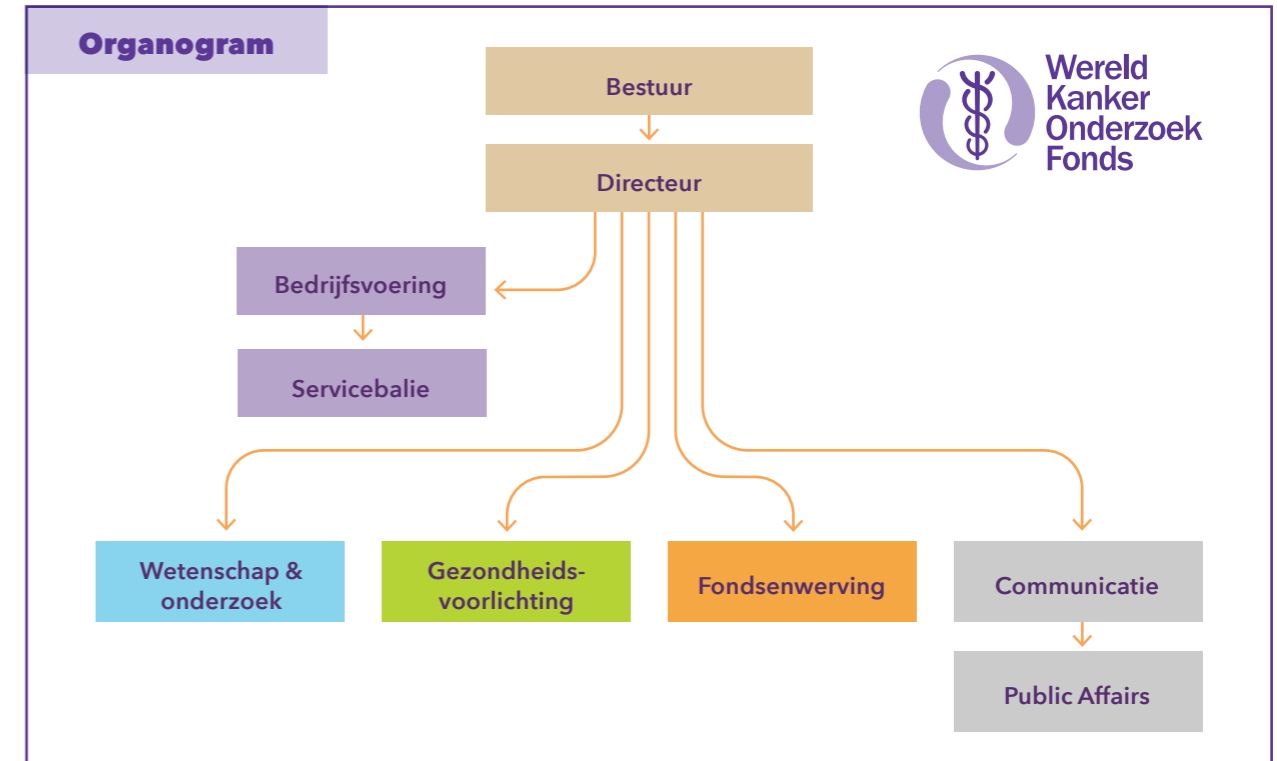 Organogram
Wereld
Kanker
Onderzoek
Fonds
Bestuur
Directeur
Bedrijfsvoering
Servicebalie
Wetenschap &
onderzoek
Gezondheids-
voorlichting
Fondsenwerving
Communicatie
Public Affairs